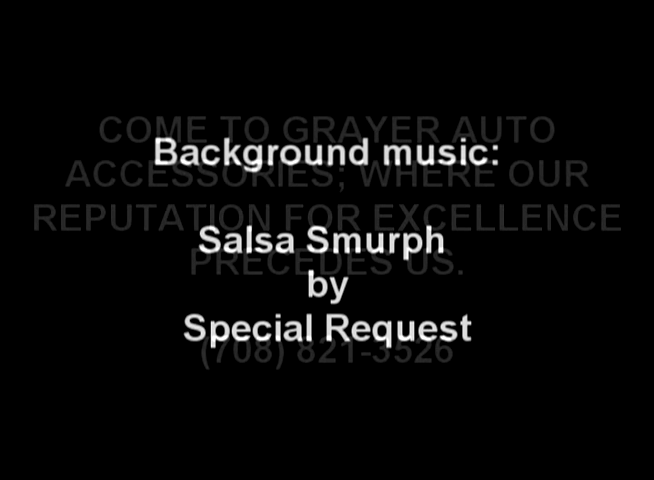 COME TO GRAYER AUTO
Background music:
ACCESSORIES; WHERE OUR
REPUTATION FOR EXCELLENCE
Salsa Smurph
PRECEDES US.
by
Special Request
(708) 821-3526